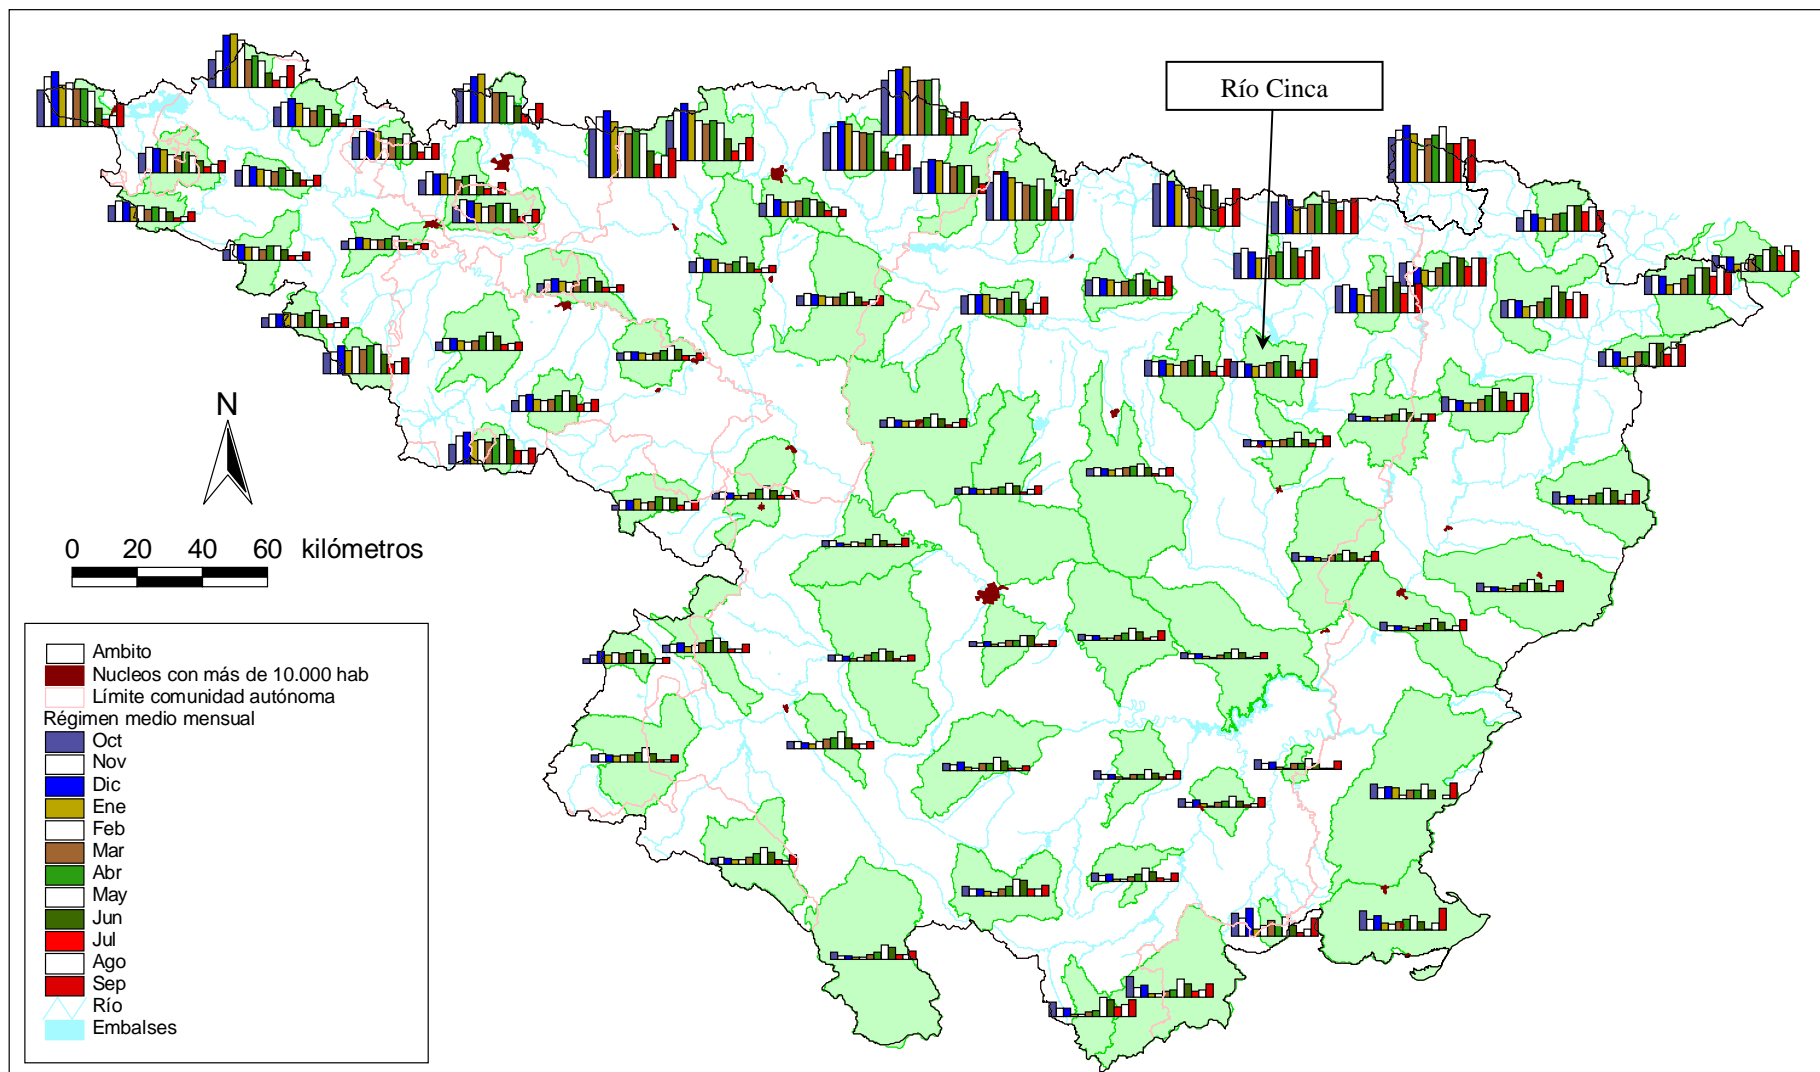 Río Cinca
N
0 20 40 60 kilómetros
Ambito
Nucleos con más de 10.000 hab
Límite comunidad autónoma
Régimen medio mensual
Oct
Nov
Dic
Ene
Feb
Mar
Abr
May
Jun
Jul
Ago
Sep
Río
Embalses